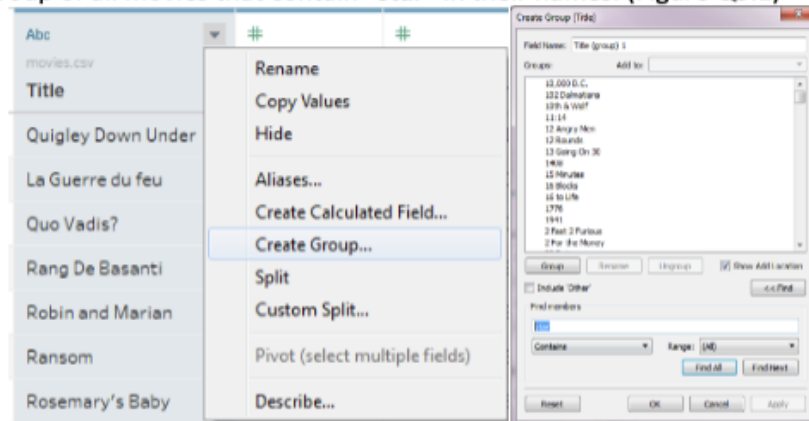 Abc
movies.csv
Title
Quigley Down Under
La Guerre du feu
Quo Vadis?
Rang De Basanti
Robin and Marian
Ransom
Rosemary's Baby
#
#
Rename
Copy Values
Hide
Aliases...
Create Calculated Field...
Create Group...
Split
Custom Split...
Pivot (select multiple fields)
Describe...
Create Group [Title]
Field Name: Title (group) 1
Groups: Add to:
10,000 B.C.
102 Dalmatians
10th & Wolf
11:14
12 Angry Men
12 Rounds
13 Going On 30
1408
15 Minutes
16 Blocks
16 to Life
1776
1941
2 Fast 2 Furious
2 For the Money
Group Rename Ungroup Show Add Location
Include 'Other' << Find
Find members
Contains Range: (All)
Find All Find Next
Reset OK Cancel Apply